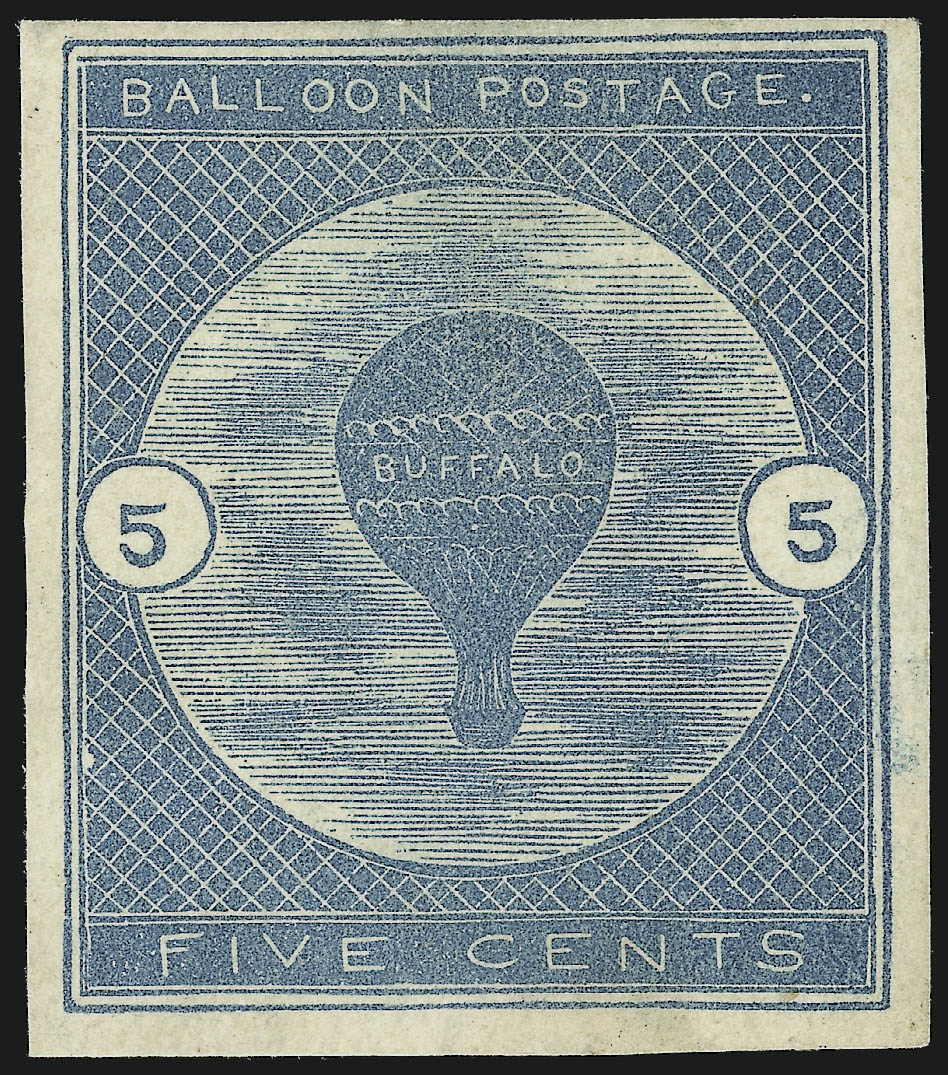 BALLOON POSTAGE.
BUFFALO
5 5
FIVE CENTS